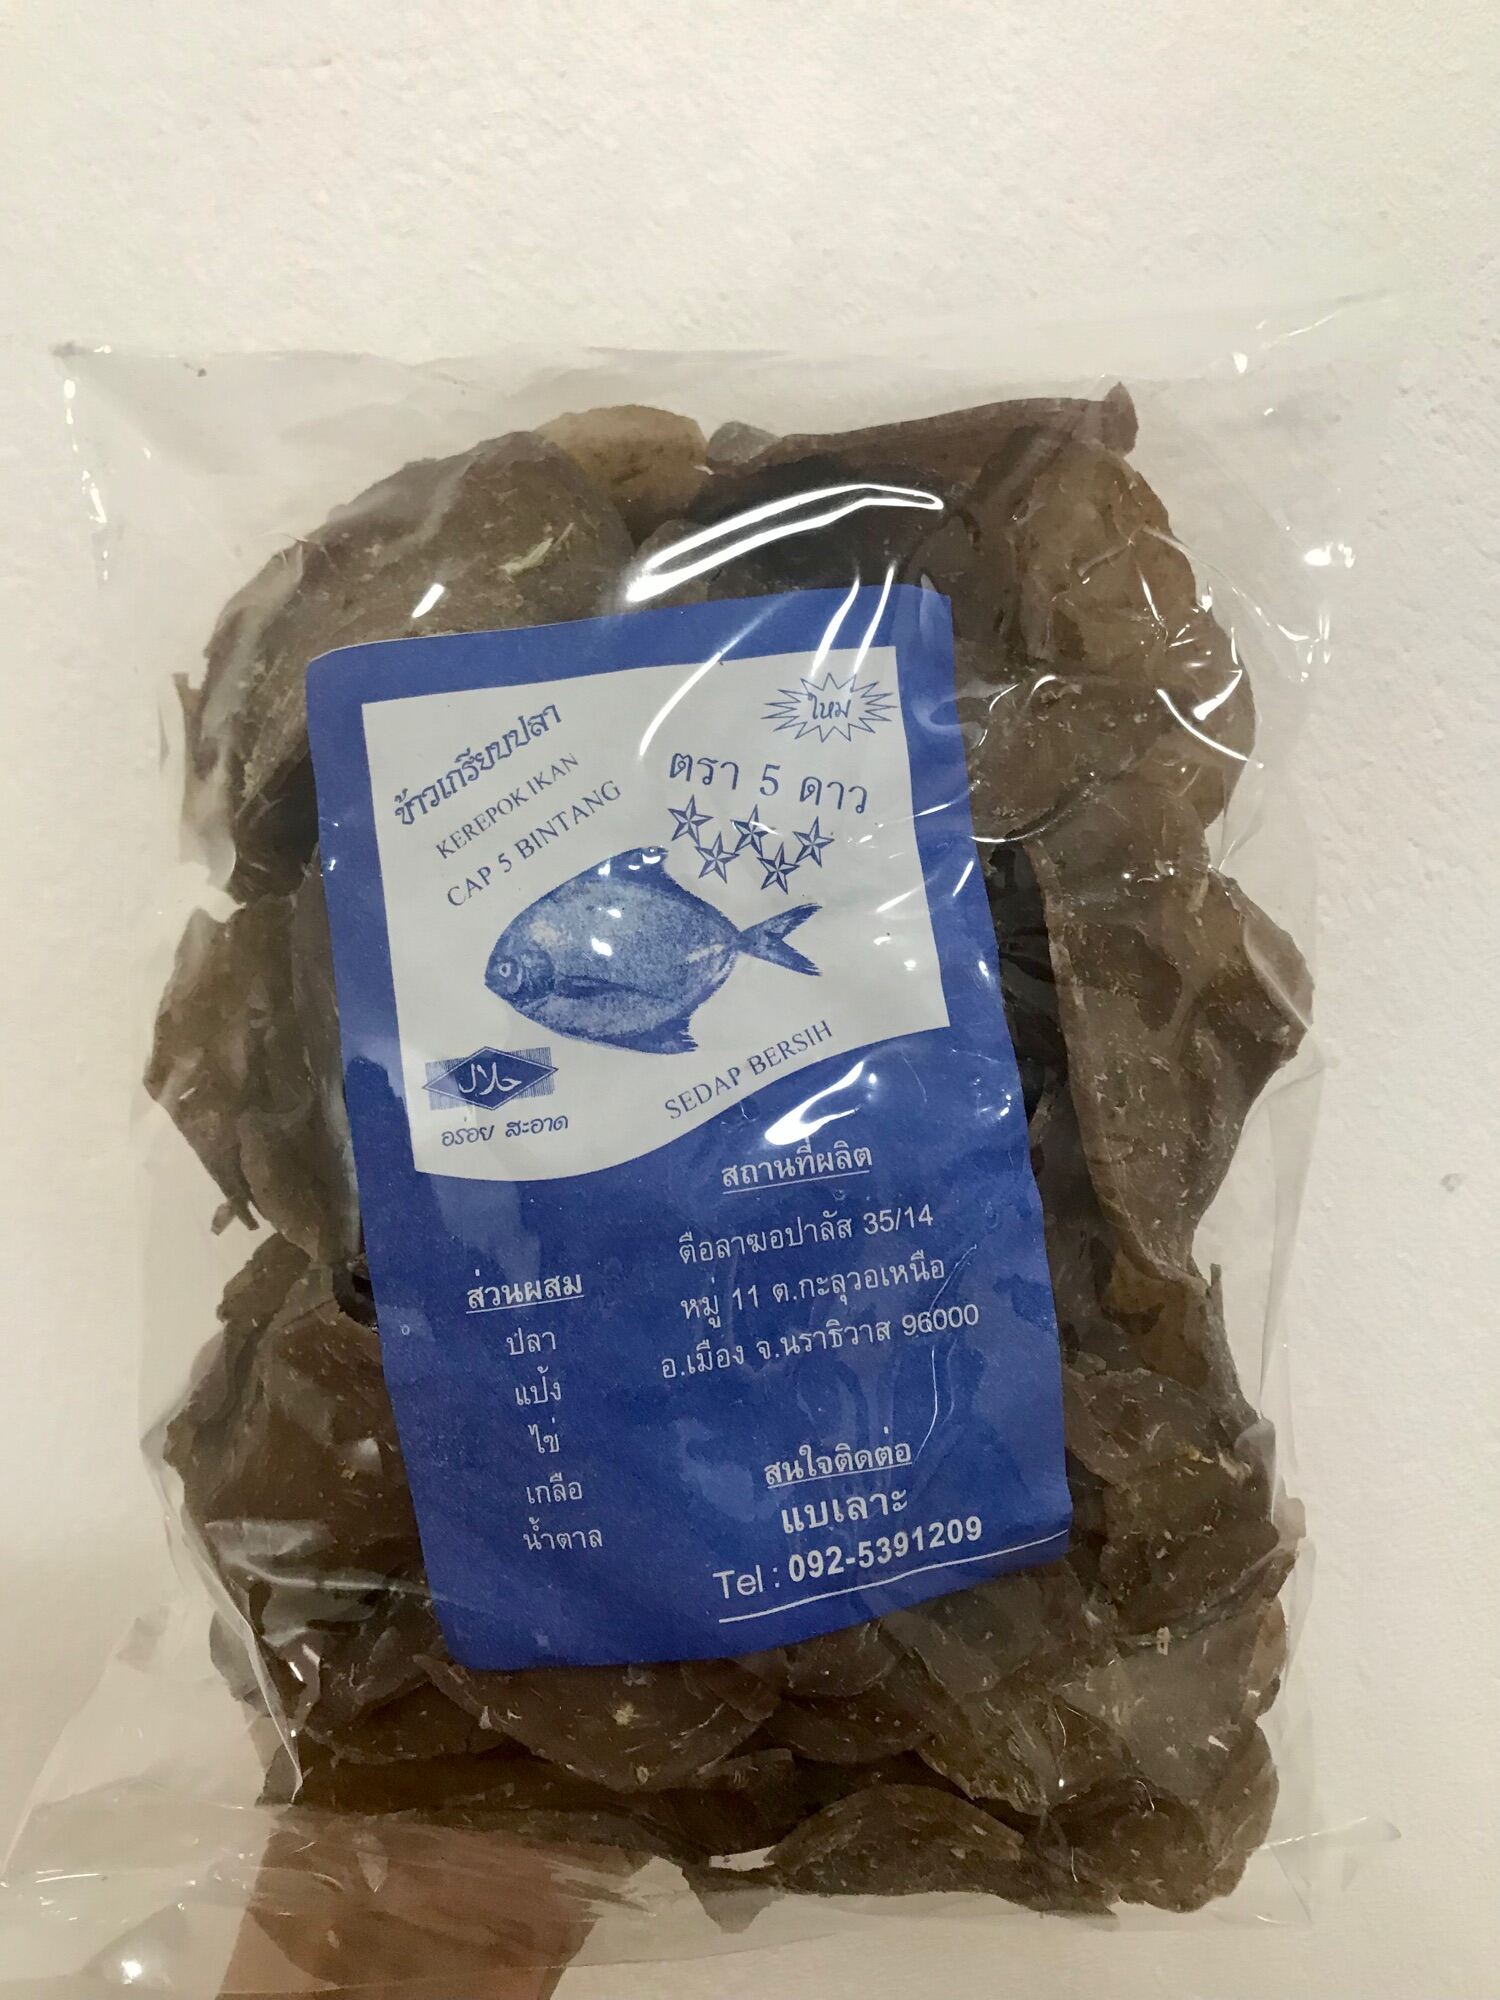 ใหม่
ข้าวเกรียบปลา
KEREPOK IKAN
CAP 5 BINTANG
ตรา 5 ดาว
حلال
อร่อย สะอาด
SEDAP BERSIH
สถานที่ผลิต
ตือลาฆอปาลัส 35/14
หมู่ 11 ต.กะลุวอเหนือ
อ.เมือง จ.นราธิวาส 96000
ส่วนผสม
ปลา
แป้ง
ไข่
เกลือ
น้ำตาล
สนใจติดต่อ
แบเลาะ
Tel : 092-5391209